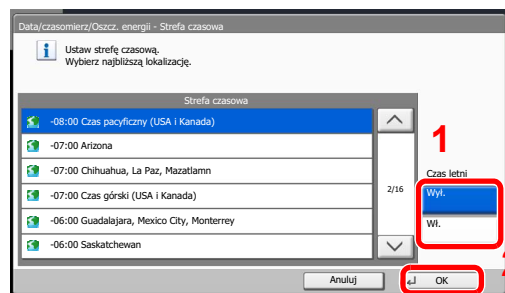 Data/czasomierz/Oszcz. energii - Strefa czasowa
Ustaw strefę czasową.
Wybierz najbliższą lokalizację.
Strefa czasowa
-08:00 Czas pacyficzny (USA i Kanada)
-07:00 Arizona
-07:00 Chihuahua, La Paz, Mazatlamn
-07:00 Czas górski (USA i Kanada)
-06:00 Guadalajara, Mexico City, Monterrey
-06:00 Saskatchewan
2/16
1
Czas letni
Wył.
Wł.
Anuluj
OK
2